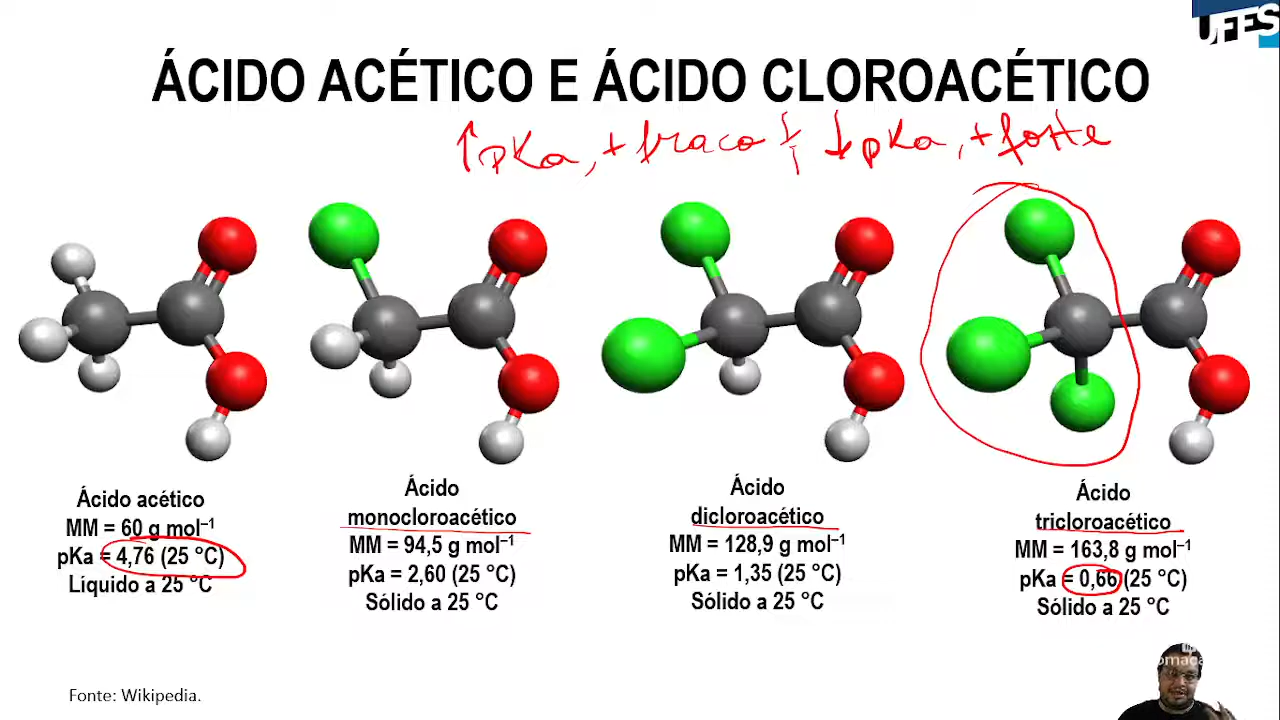 UFES
ÁCIDO ACÉTICO E ÁCIDO CLOROACÉTICO
↑pKa, + fraco ↓pKa, + forte
Ácido acético
MM = 60 g mol⁻¹
pKa = 4,76 (25 °C)
Líquido a 25 °C
Ácido
monocloroacético
MM = 94,5 g mol⁻¹
pKa = 2,60 (25 °C)
Sólido a 25 °C
Ácido
dicloroacético
MM = 128,9 g mol⁻¹
pKa = 1,35 (25 °C)
Sólido a 25 °C
Ácido
tricloroacético
MM = 163,8 g mol⁻¹
pKa = 0,66 (25 °C)
Sólido a 25 °C
Fonte: Wikipedia.